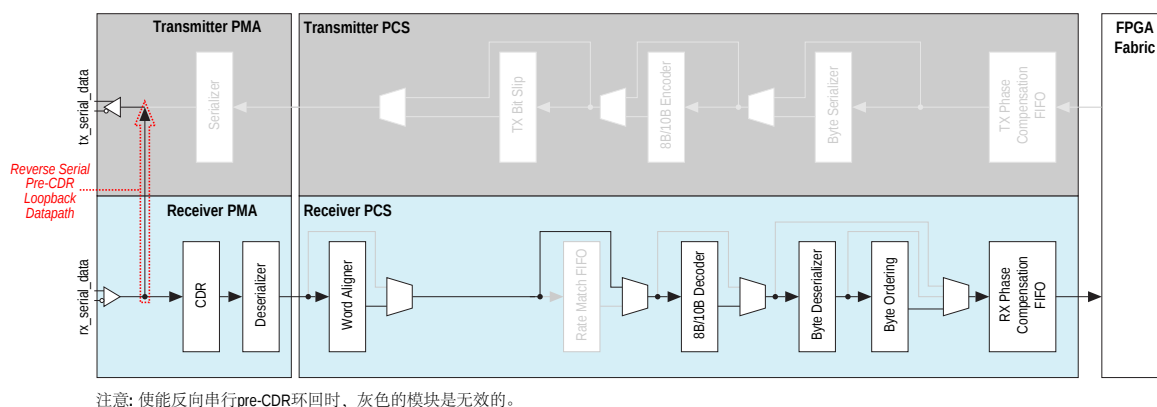 Transmitter PMA
Transmitter PCS
FPGA
Fabric
tx_serial_data
Serializer
TX Bit Slip
8B/10B Encoder
Byte Serializer
TX Phase
Compensation
FIFO
Reverse Serial
Pre-CDR
Loopback
Datapath
Receiver PMA
Receiver PCS
rx_serial_data
CDR
Deserializer
Word Aligner
Rate Match FIFO
8B/10B Decoder
Byte Deserializer
Byte Ordering
RX Phase
Compensation
FIFO
注意: 使能反向串行pre-CDR环回时、灰色的模块是无效的。